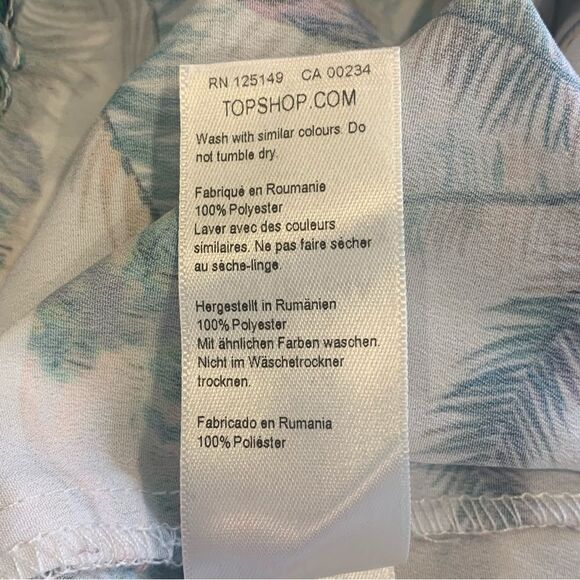 RN 125149 CA 00234
TOPSHOP.COM
Wash with similar colours. Do
not tumble dry.
Fabriqué en Roumanie
100% Polyester
Laver avec des couleurs
similaires. Ne pas faire sècher
au sèche-linge.
Hergestellt in Rumänien
100% Polyester
Mit ähnlichen Farben waschen.
Nicht im Wäschetrockner
trocknen.
Fabricado en Rumania
100% Poliéster